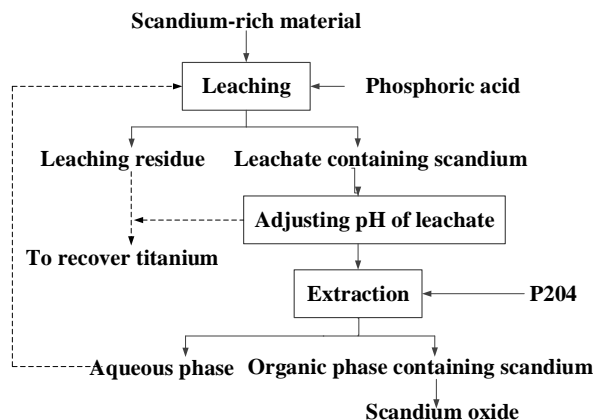 Scandium-rich material
Leaching
Phosphoric acid
Leaching residue
Leachate containing scandium
Adjusting pH of leachate
To recover titanium
Extraction
P204
Aqueous phase
Organic phase containing scandium
Scandium oxide